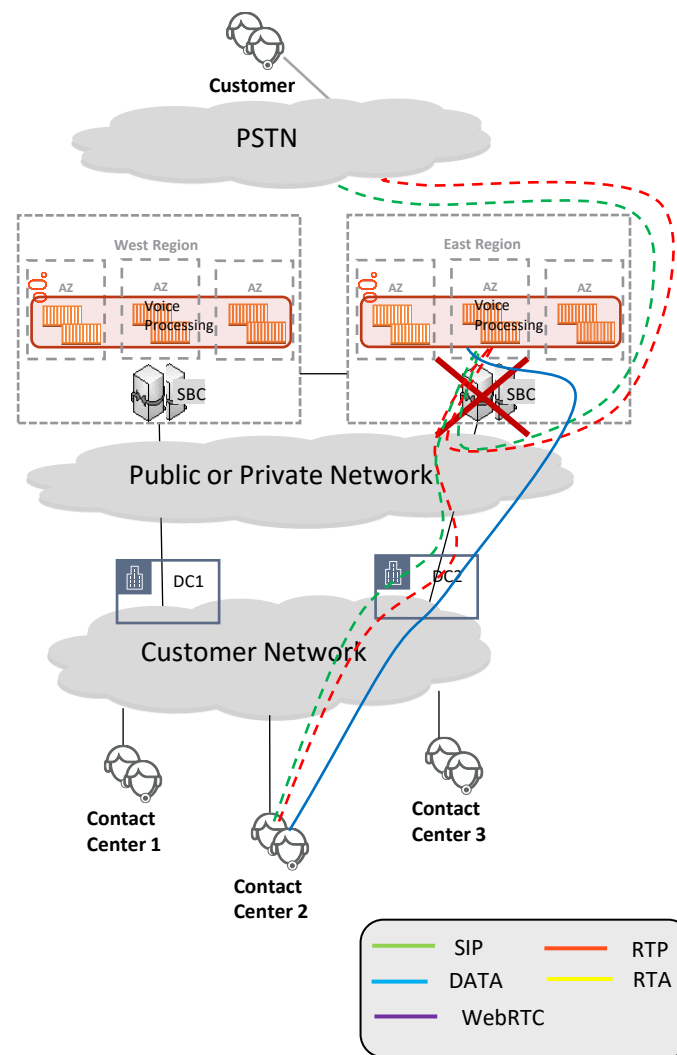 Customer
PSTN
West Region
East Region
AZ
AZ
AZ
AZ
AZ
AZ
Voice
Processing
Voice
Processing
SBC
SBC
Public or Private Network
DC1
DC2
Customer Network
Contact
Center 1
Contact
Center 3
Contact
Center 2
SIP
RTP
DATA
RTA
WebRTC